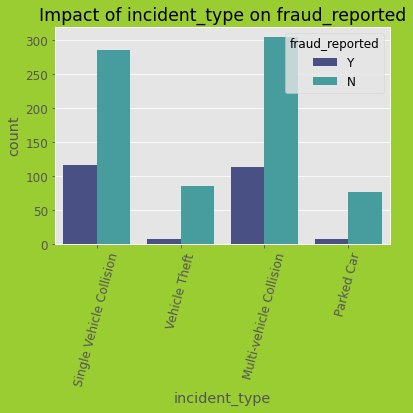 Impact of incident_type on fraud_reported
fraud_reported
Y
N
count
300
250
200
150
100
50
0
Single Vehicle Collision
Vehicle Theft
Multi-vehicle Collision
Parked Car
incident_type